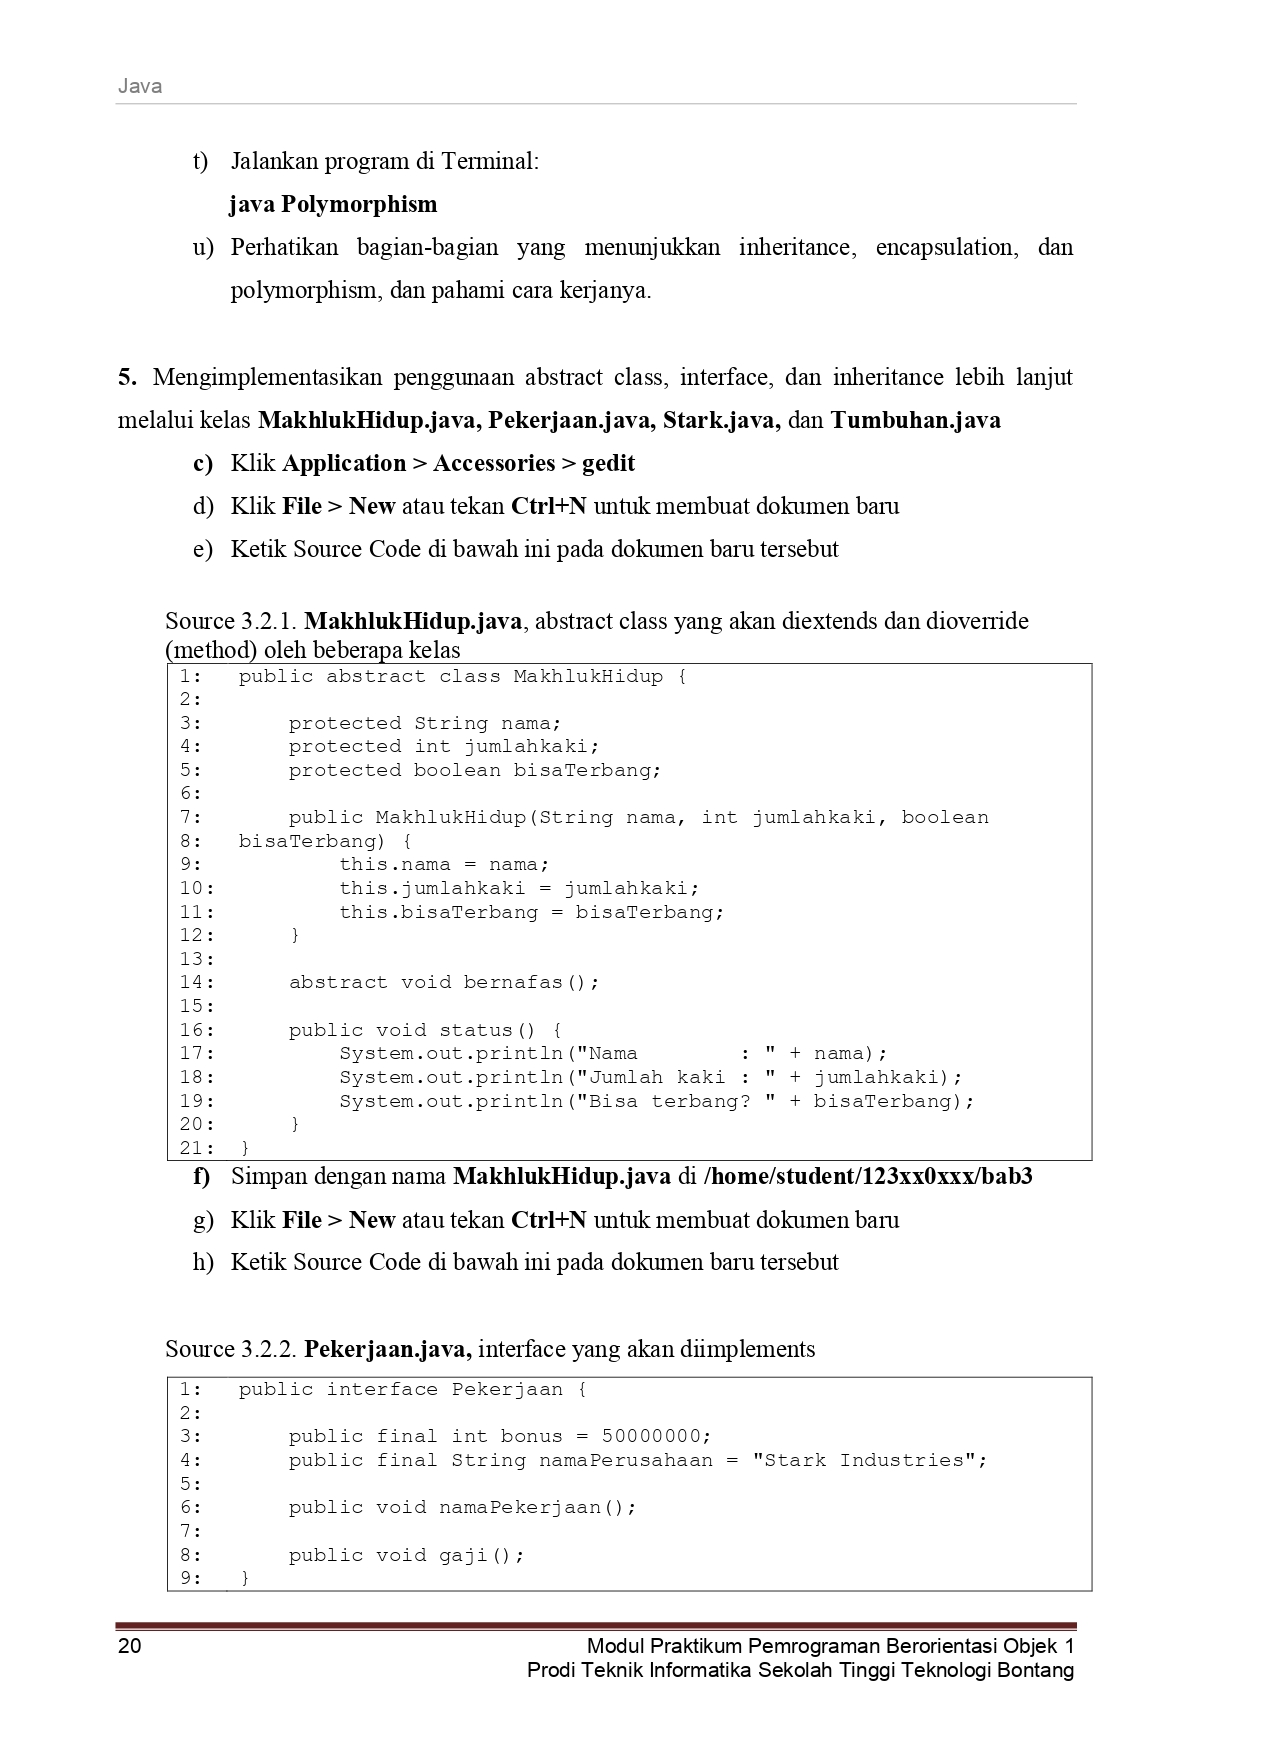 Java
t) Jalankan program di Terminal:
java Polymorphism
u) Perhatikan bagian-bagian yang menunjukkan inheritance, encapsulation, dan
polymorphism, dan pahami cara kerjanya.
5. Mengimplementasikan penggunaan abstract class, interface, dan inheritance lebih lanjut
melalui kelas MakhlukHidup.java, Pekerjaan.java, Stark.java, dan Tumbuhan.java
c) Klik Application > Accessories > gedit
d) Klik File > New atau tekan Ctrl+N untuk membuat dokumen baru
e) Ketik Source Code di bawah ini pada dokumen baru tersebut
Source 3.2.1. MakhlukHidup.java, abstract class yang akan diextends dan dioverride
(method) oleh beberapa kelas
1: public abstract class MakhlukHidup {
2:
3: protected String nama;
4: protected int jumlahkaki;
5: protected boolean bisaTerbang;
6:
7: public MakhlukHidup(String nama, int jumlahkaki, boolean
8: bisaTerbang) {
9: this.nama = nama;
10: this.jumlahkaki = jumlahkaki;
11: this.bisaTerbang = bisaTerbang;
12: }
13:
14: abstract void bernafas();
15:
16: public void status() {
17: System.out.println("Nama        : " + nama);
18: System.out.println("Jumlah kaki : " + jumlahkaki);
19: System.out.println("Bisa terbang? " + bisaTerbang);
20: }
21: }
f) Simpan dengan nama MakhlukHidup.java di /home/student/123xx0xxx/bab3
g) Klik File > New atau tekan Ctrl+N untuk membuat dokumen baru
h) Ketik Source Code di bawah ini pada dokumen baru tersebut
Source 3.2.2. Pekerjaan.java, interface yang akan diimplements
1: public interface Pekerjaan {
2:
3: public final int bonus = 50000000;
4: public final String namaPerusahaan = "Stark Industries";
5:
6: public void namaPekerjaan();
7:
8: public void gaji();
9: }
20 Modul Praktikum Pemrograman Berorientasi Objek 1
Prodi Teknik Informatika Sekolah Tinggi Teknologi Bontang